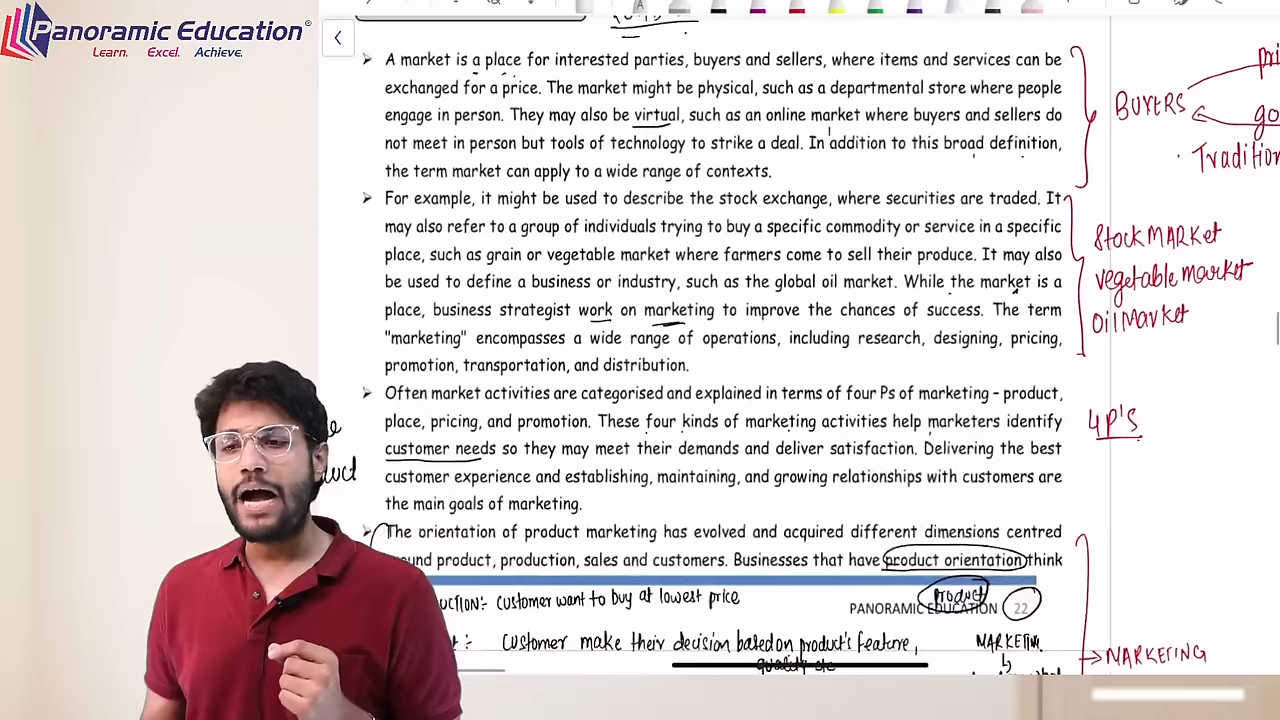 Panoramic Education®
Learn. Excel. Achieve.
A market is a place for interested parties, buyers and sellers, where items and services can be
exchanged for a price. The market might be physical, such as a departmental store where people
engage in person. They may also be virtual, such as an online market where buyers and sellers do
not meet in person but tools of technology to strike a deal. In addition to this broad definition,
the term market can apply to a wide range of contexts.
For example, it might be used to describe the stock exchange, where securities are traded. It
may also refer to a group of individuals trying to buy a specific commodity or service in a specific
place, such as grain or vegetable market where farmers come to sell their produce. It may also
be used to define a business or industry, such as the global oil market. While the market is a
place, business strategist work on marketing to improve the chances of success. The term
"marketing" encompasses a wide range of operations, including research, designing, pricing,
promotion, transportation, and distribution.
Often market activities are categorised and explained in terms of four Ps of marketing – product,
place, pricing, and promotion. These four kinds of marketing activities help marketers identify
customer needs so they may meet their demands and deliver satisfaction. Delivering the best
customer experience and establishing, maintaining, and growing relationships with customers are
the main goals of marketing.
The orientation of product marketing has evolved and acquired different dimensions centred
product, production, sales and customers. Businesses that have product orientation think
customer want to buy at lowest price
product
PANORAMIC EDUCATION 22
customer make their decision based on product's feature,
quality etc
BUYERS
Stock MARKET
vegetable market
Oil Market
4P'S
MARKETING